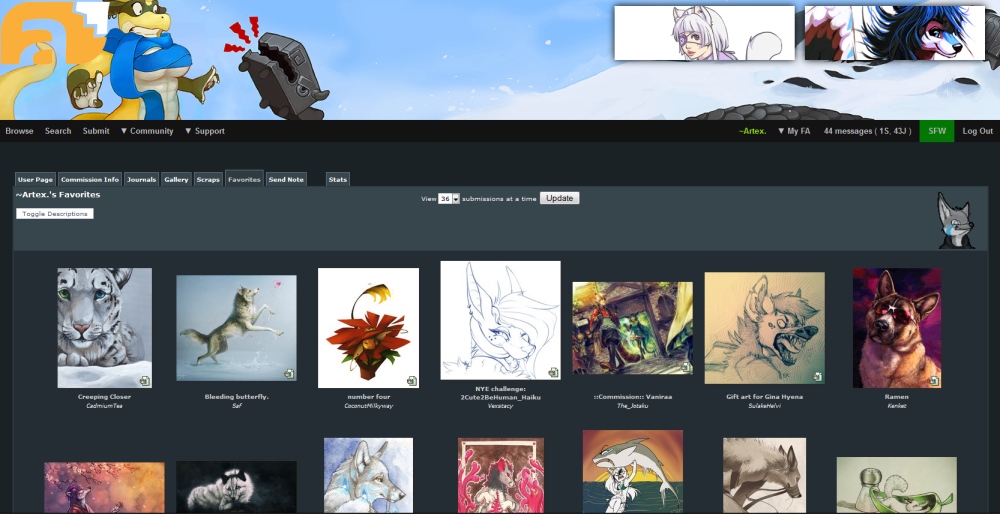 Browse Search Submit ▼ Community ▼ Support ~Artex. ▼ My FA 44 messages ( 1S, 43J ) SFW Log Out
User Page Commission Info Journals Gallery Scraps Favorites Send Note Stats
~Artex.'s Favorites
View 36 submissions at a time Update
Toggle Descriptions
Creeping Closer
CadmiumTea
Bleeding butterfly.
SaF
number four
CoconutMilkyway
NYE challenge:
2Cute2BeHuman_Haiku
Vexstacy
::Commission:: Vaniraa
The_Jotaku
Gift art for Gina Hyena
SulakeHelvi
Ramen
Kenket